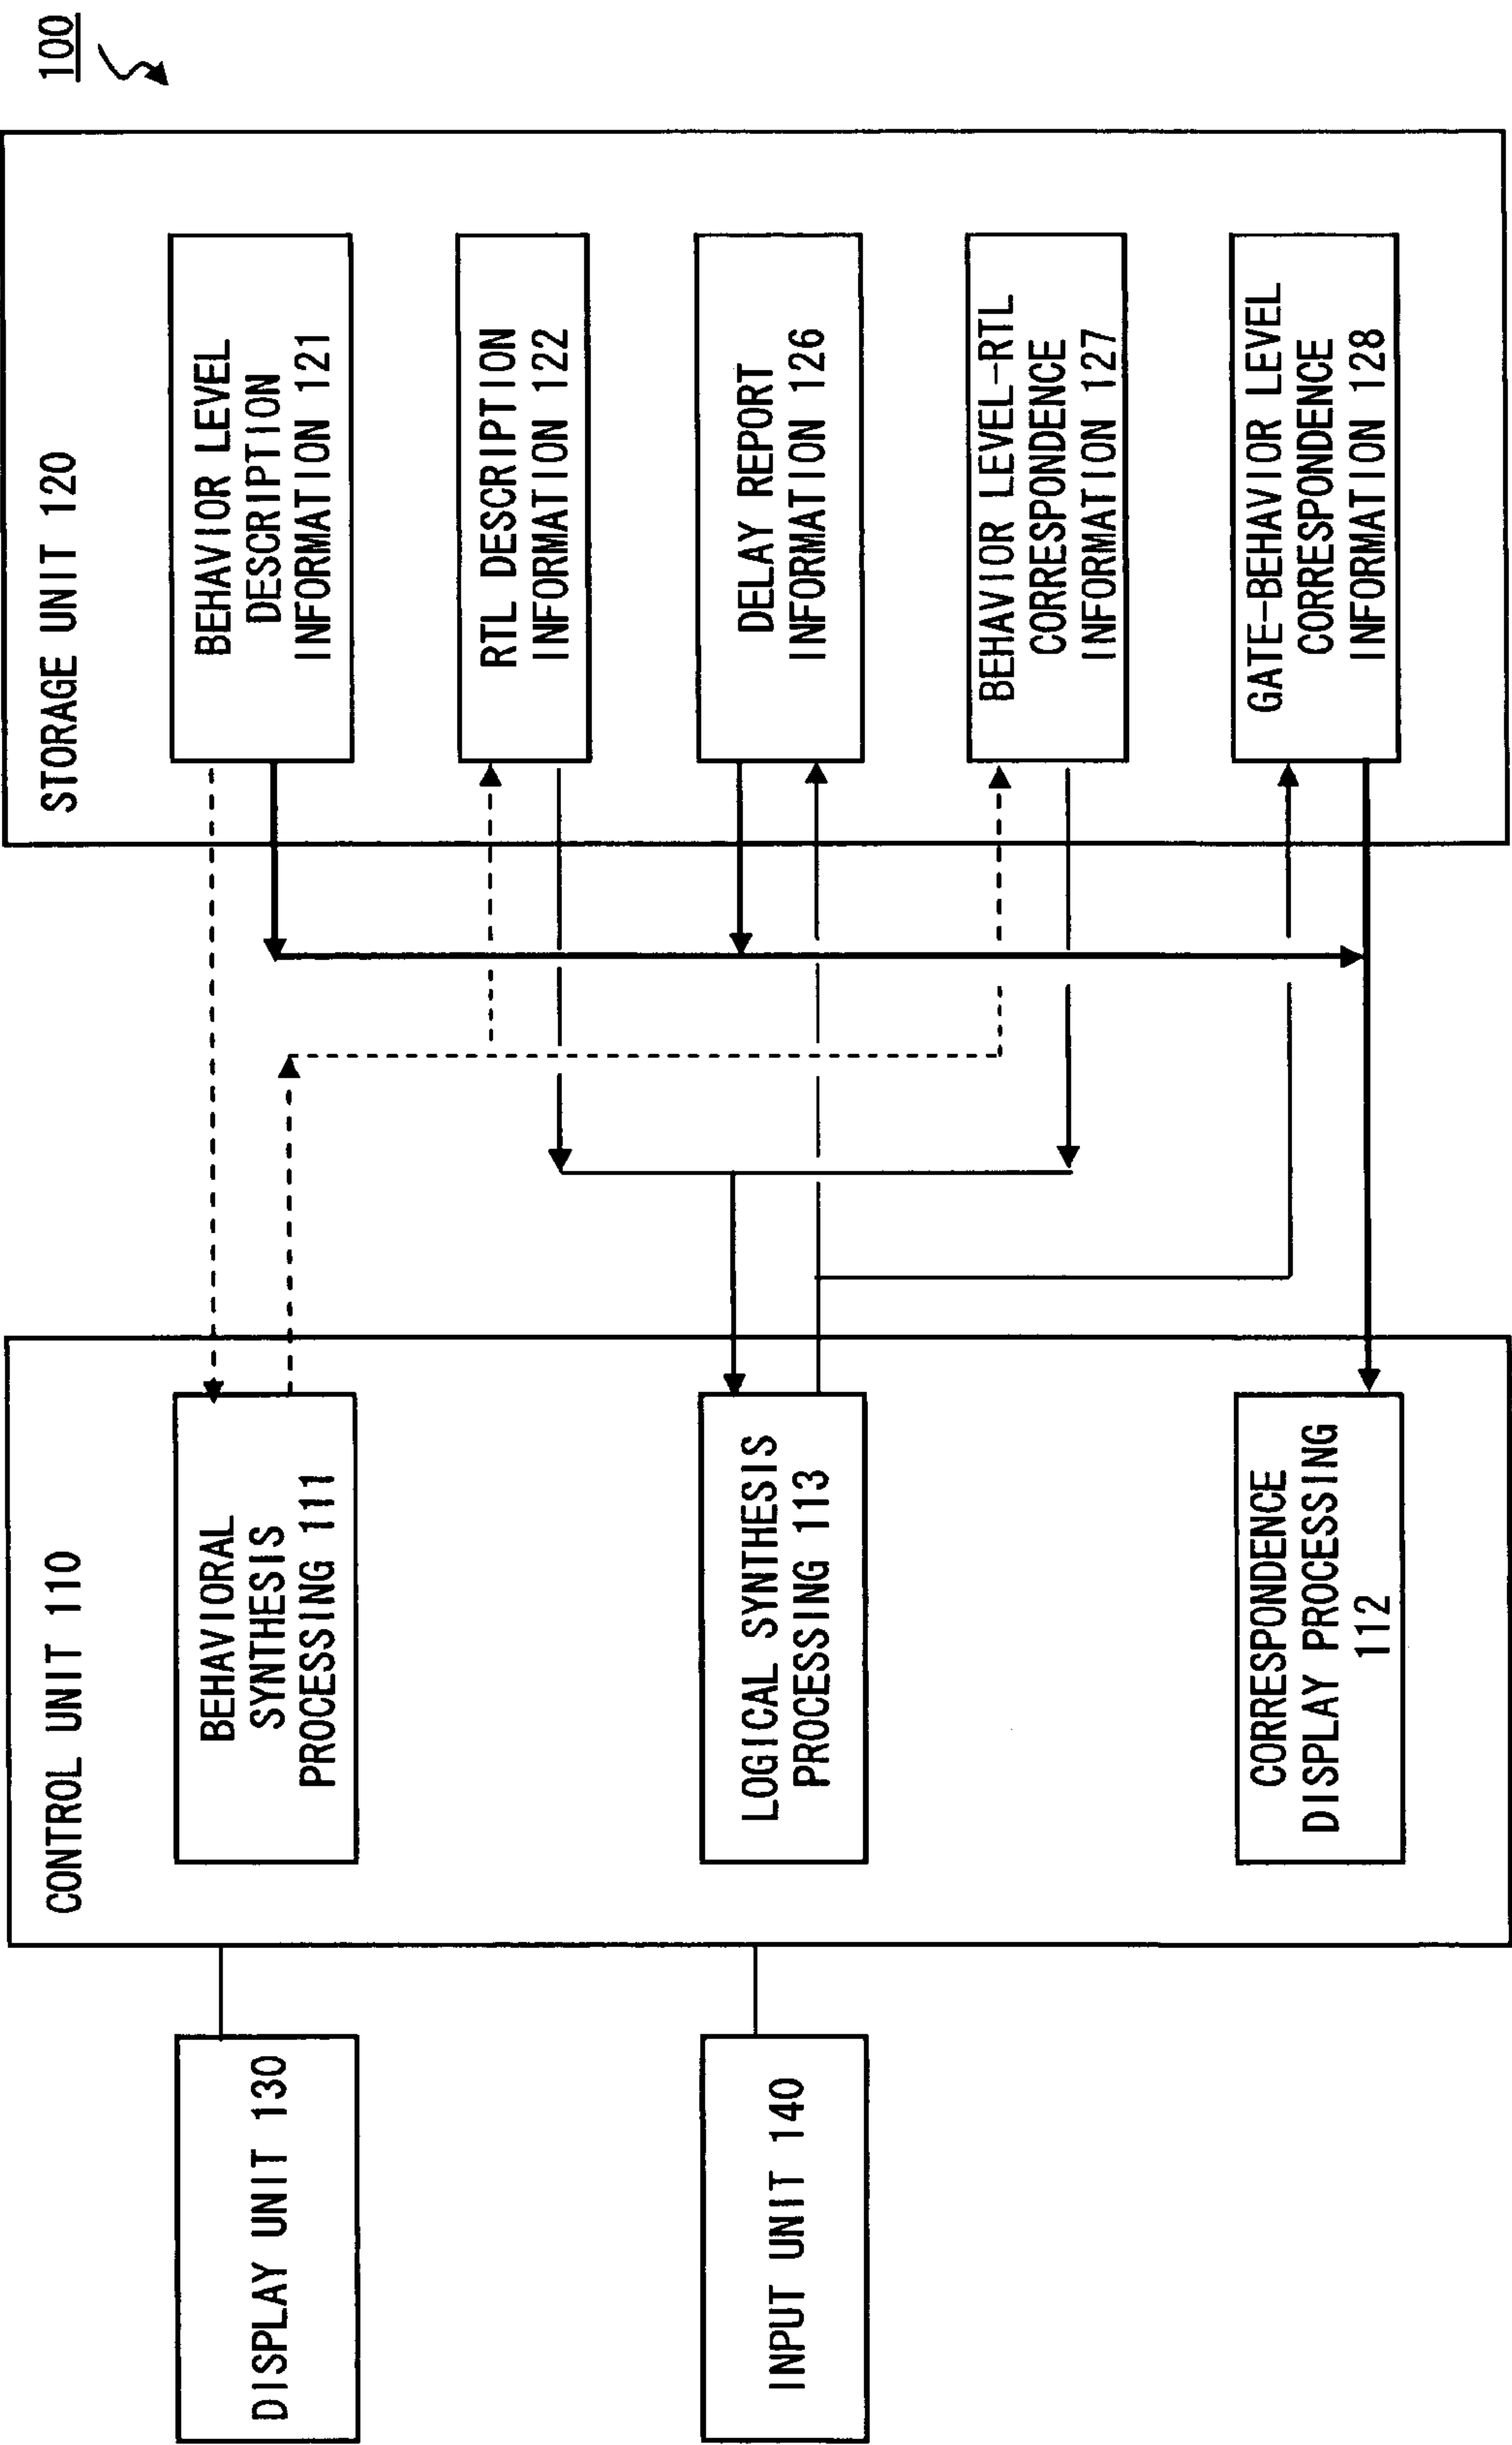 100
DISPLAY UNIT 130
INPUT UNIT 140
CONTROL UNIT 110
BEHAVIORAL
SYNTHESIS
PROCESSING 111
LOGICAL SYNTHESIS
PROCESSING 113
CORRESPONDENCE
DISPLAY PROCESSING
112
STORAGE UNIT 120
BEHAVIOR LEVEL
DESCRIPTION
INFORMATION 121
RTL DESCRIPTION
INFORMATION 122
DELAY REPORT
INFORMATION 126
BEHAVIOR LEVEL-RTL
CORRESPONDENCE
INFORMATION 127
GATE-BEHAVIOR LEVEL
CORRESPONDENCE
INFORMATION 128